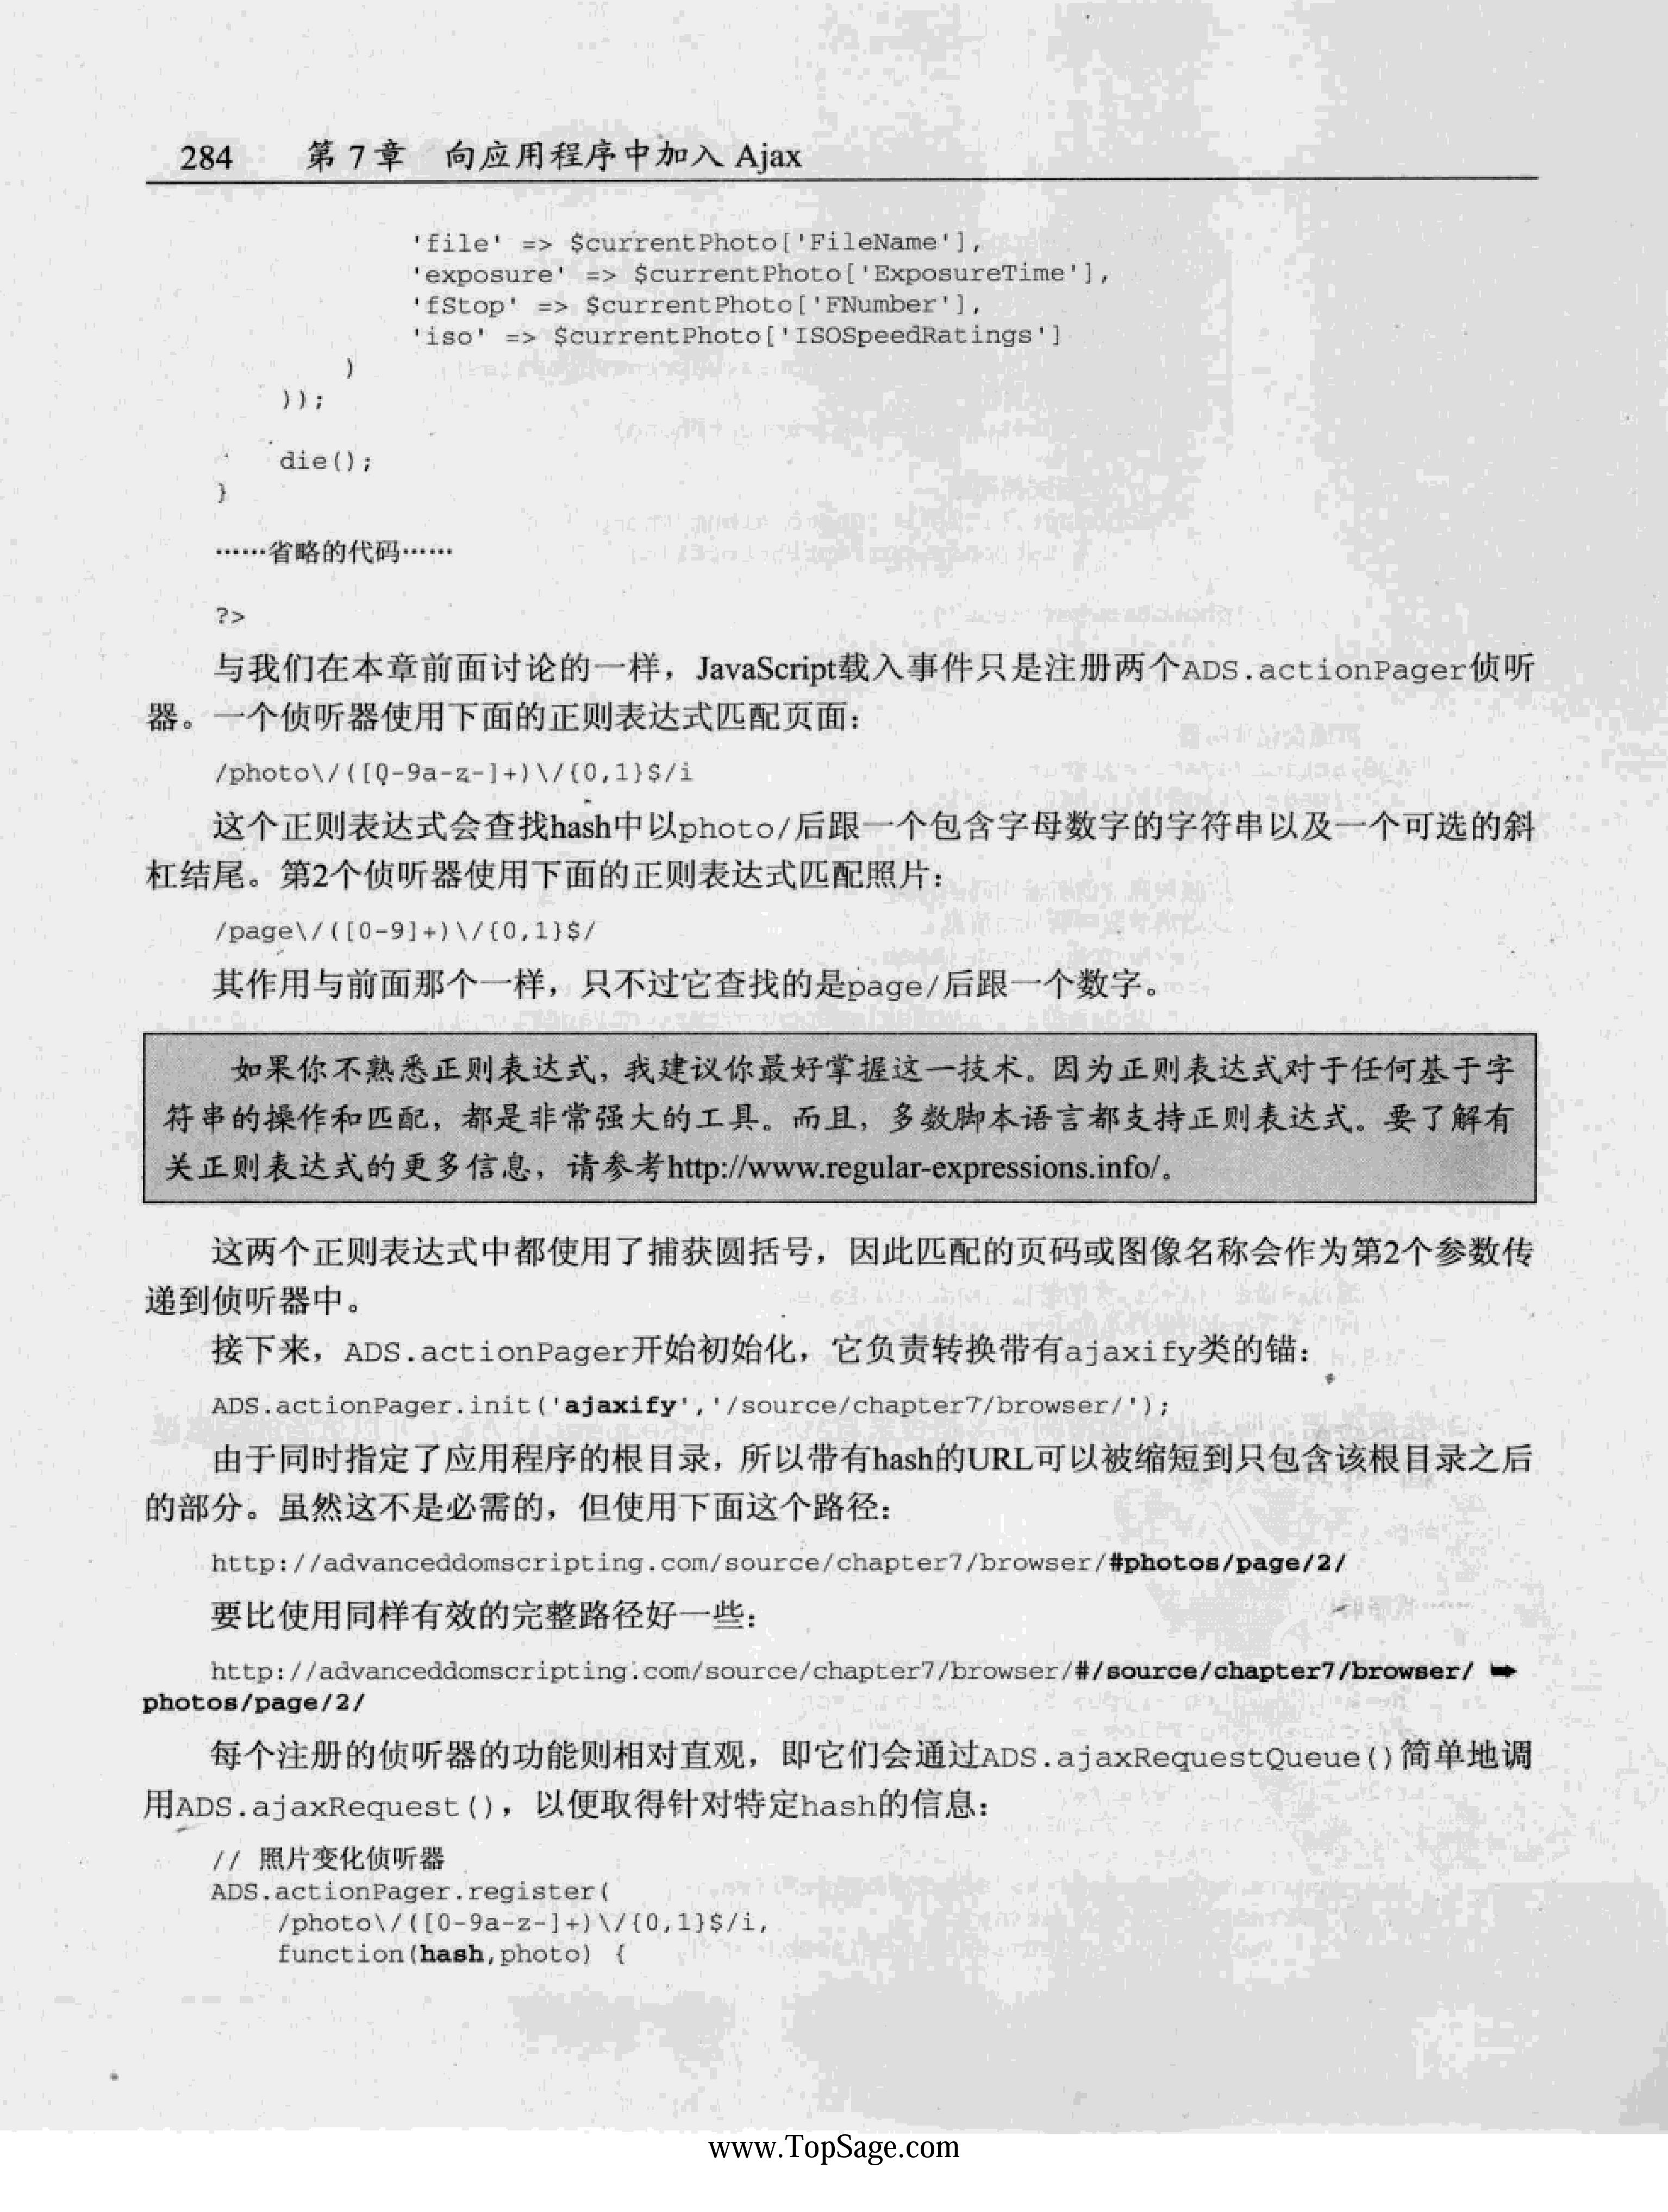 284 第 7 章 向应用程序中加入 Ajax
'file' => $currentPhoto['FileName'],
'exposure' => $currentPhoto['ExposureTime'],
'fStop' => $currentPhoto['FNumber'],
'iso' => $currentPhoto['ISOSpeedRatings']
)
));
die();
}
……省略的代码……
?>
与我们在本章前面讨论的一样，JavaScript载入事件只是注册两个ADS.actionPager侦听
器。一个侦听器使用下面的正则表达式匹配页面：
/photo\/([0-9a-z-]+)\/{0,1}$/i
这个正则表达式会查找hash中以photo/后跟一个包含字母数字的字符串以及一个可选的斜
杠结尾。第2个侦听器使用下面的正则表达式匹配照片：
/page\/([0-9]+)\/{0,1}$/
其作用与前面那个一样，只不过它查找的是page/后跟一个数字。
如果你不熟悉正则表达式，我建议你最好掌握这一技术。因为正则表达式对于任何基于字
符串的操作和匹配，都是非常强大的工具。而且，多数脚本语言都支持正则表达式。要了解有
关正则表达式的更多信息，请参考http://www.regular-expressions.info/。
这两个正则表达式中都使用了捕获圆括号，因此匹配的页码或图像名称会作为第2个参数传
递到侦听器中。
接下来，ADS.actionPager开始初始化，它负责转换带有ajaxify类的锚：
ADS.actionPager.init('ajaxify','/source/chapter7/browser/');
由于同时指定了应用程序的根目录，所以带有hash的URL可以被缩短到只包含该根目录之后
的部分。虽然这不是必需的，但使用下面这个路径：
http://advanceddomscripting.com/source/chapter7/browser/#photos/page/2/
要比使用同样有效的完整路径好一些：
http://advanceddomscripting.com/source/chapter7/browser/#/source/chapter7/browser/ ➥
photos/page/2/
每个注册的侦听器的功能则相对直观，即它们会通过ADS.ajaxRequestQueue()简单地调
用ADS.ajaxRequest()，以便取得针对特定hash的信息：
// 照片变化侦听器
ADS.actionPager.register(
/photo\/([0-9a-z-]+)\/{0,1}$/i,
function(hash,photo) {
www.TopSage.com